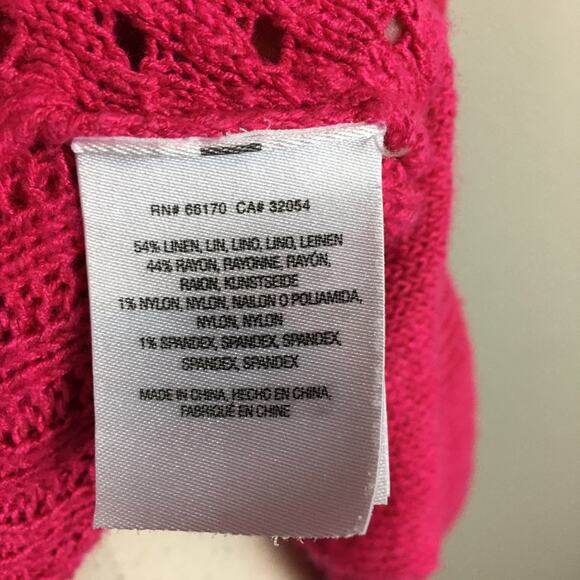 RN# 66170 CA# 32054
54% LINEN, LIN, LINO, LINO, LEINEN
44% RAYON, RAYONNE, RAYÓN,
RAION, KUNSTSEIDE
1% NYLON, NYLON, NAILON O POLIAMIDA,
NYLON, NYLON
1% SPANDEX, SPANDEX, SPANDEX,
SPANDEX, SPANDEX
MADE IN CHINA, HECHO EN CHINA,
FABRIQUÉ EN CHINE